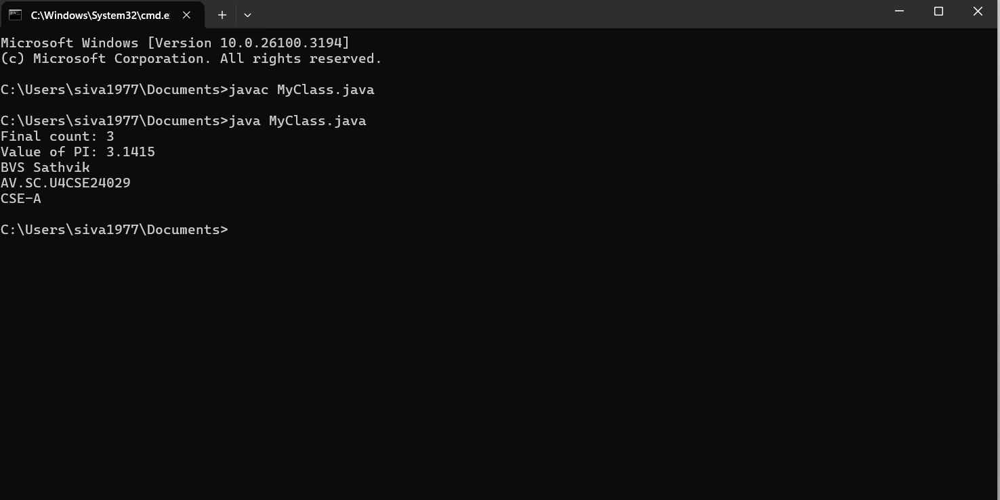 C:\Windows\System32\cmd.e
Microsoft Windows [Version 10.0.26100.3194]
(c) Microsoft Corporation. All rights reserved.
C:\Users\siva1977\Documents>javac MyClass.java
C:\Users\siva1977\Documents>java MyClass.java
Final count: 3
Value of PI: 3.1415
BVS Sathvik
AV.SC.U4CSE24029
CSE-A
C:\Users\siva1977\Documents>